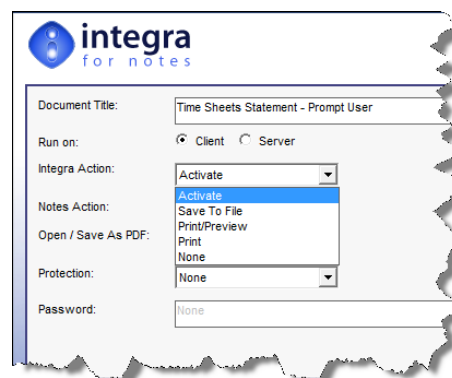 integra
for notes
Document Title: Time Sheets Statement - Prompt User
Run on: Client Server
Integra Action: Activate
Activate
Save To File
Notes Action:
Print/Preview
Open / Save As PDF: Print
None
Protection: None
Password: None